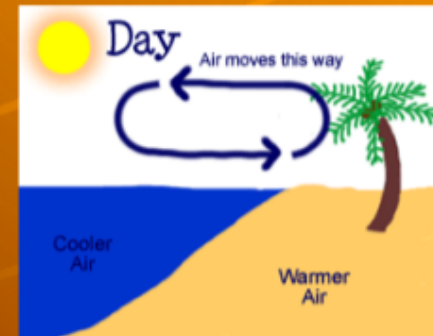 Day
Air moves this way
Cooler
Air
Warmer
Air